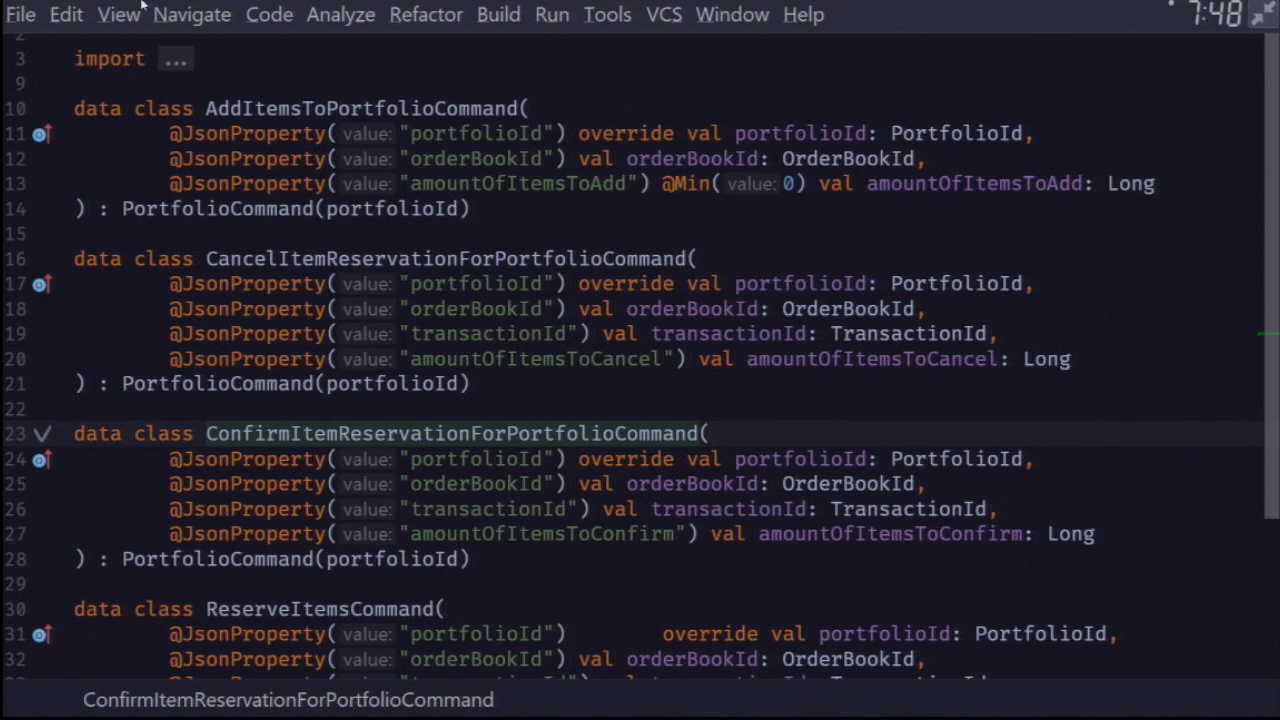 File Edit View Navigate Code Analyze Refactor Build Run Tools VCS Window Help 7:48
2
3 import ...
9
10 data class AddItemsToPortfolioCommand(
11 @JsonProperty( value: "portfolioId") override val portfolioId: PortfolioId,
12 @JsonProperty( value: "orderBookId") val orderBookId: OrderBookId,
13 @JsonProperty( value: "amountOfItemsToAdd") @Min( value: 0) val amountOfItemsToAdd: Long
14 ) : PortfolioCommand(portfolioId)
15
16 data class CancelItemReservationForPortfolioCommand(
17 @JsonProperty( value: "portfolioId") override val portfolioId: PortfolioId,
18 @JsonProperty( value: "orderBookId") val orderBookId: OrderBookId,
19 @JsonProperty( value: "transactionId") val transactionId: TransactionId,
20 @JsonProperty( value: "amountOfItemsToCancel") val amountOfItemsToCancel: Long
21 ) : PortfolioCommand(portfolioId)
22
23 data class ConfirmItemReservationForPortfolioCommand(
24 @JsonProperty( value: "portfolioId") override val portfolioId: PortfolioId,
25 @JsonProperty( value: "orderBookId") val orderBookId: OrderBookId,
26 @JsonProperty( value: "transactionId") val transactionId: TransactionId,
27 @JsonProperty( value: "amountOfItemsToConfirm") val amountOfItemsToConfirm: Long
28 ) : PortfolioCommand(portfolioId)
29
30 data class ReserveItemsCommand(
31 @JsonProperty( value: "portfolioId") override val portfolioId: PortfolioId,
32 @JsonProperty( value: "orderBookId") val orderBookId: OrderBookId,
ConfirmItemReservationForPortfolioCommand